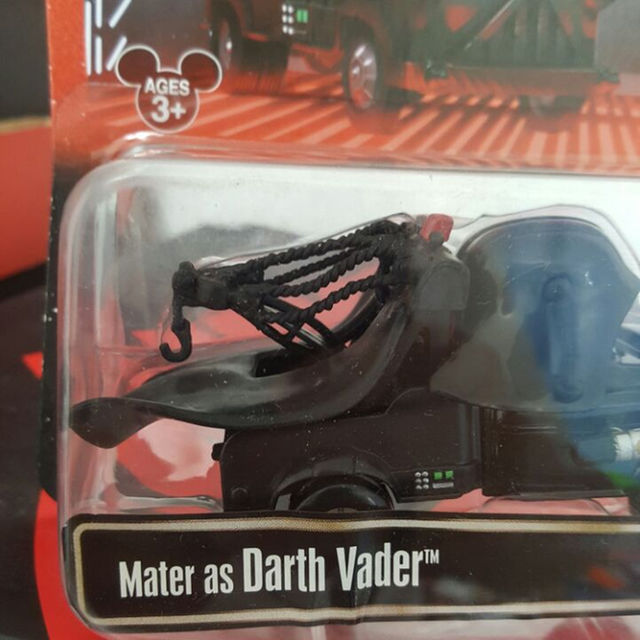 AGES
3+
Mater as Darth Vader™